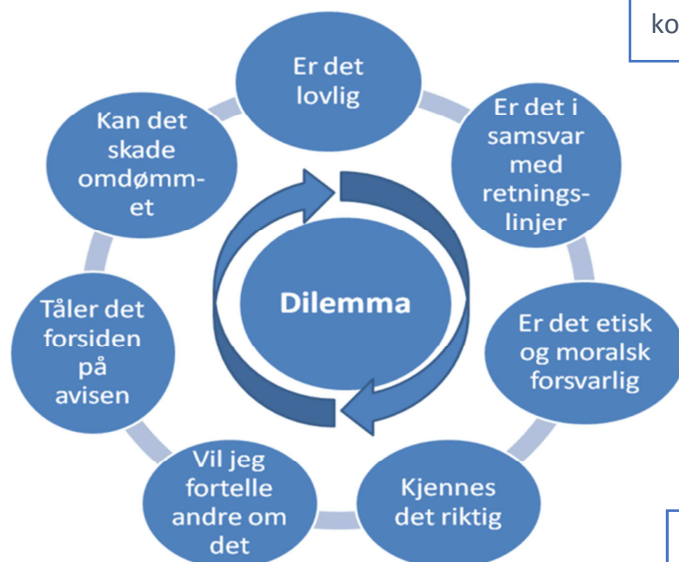 ko
Er det
lovlig
Er det i
samsvar
med
retnings-
linjer
Er det etisk
og moralsk
forsvarlig
Kjennes
det riktig
Vil jeg
fortelle
andre om
det
Tåler det
forsiden
på
avisen
Kan det
skade
omdømm-
et
Dilemma